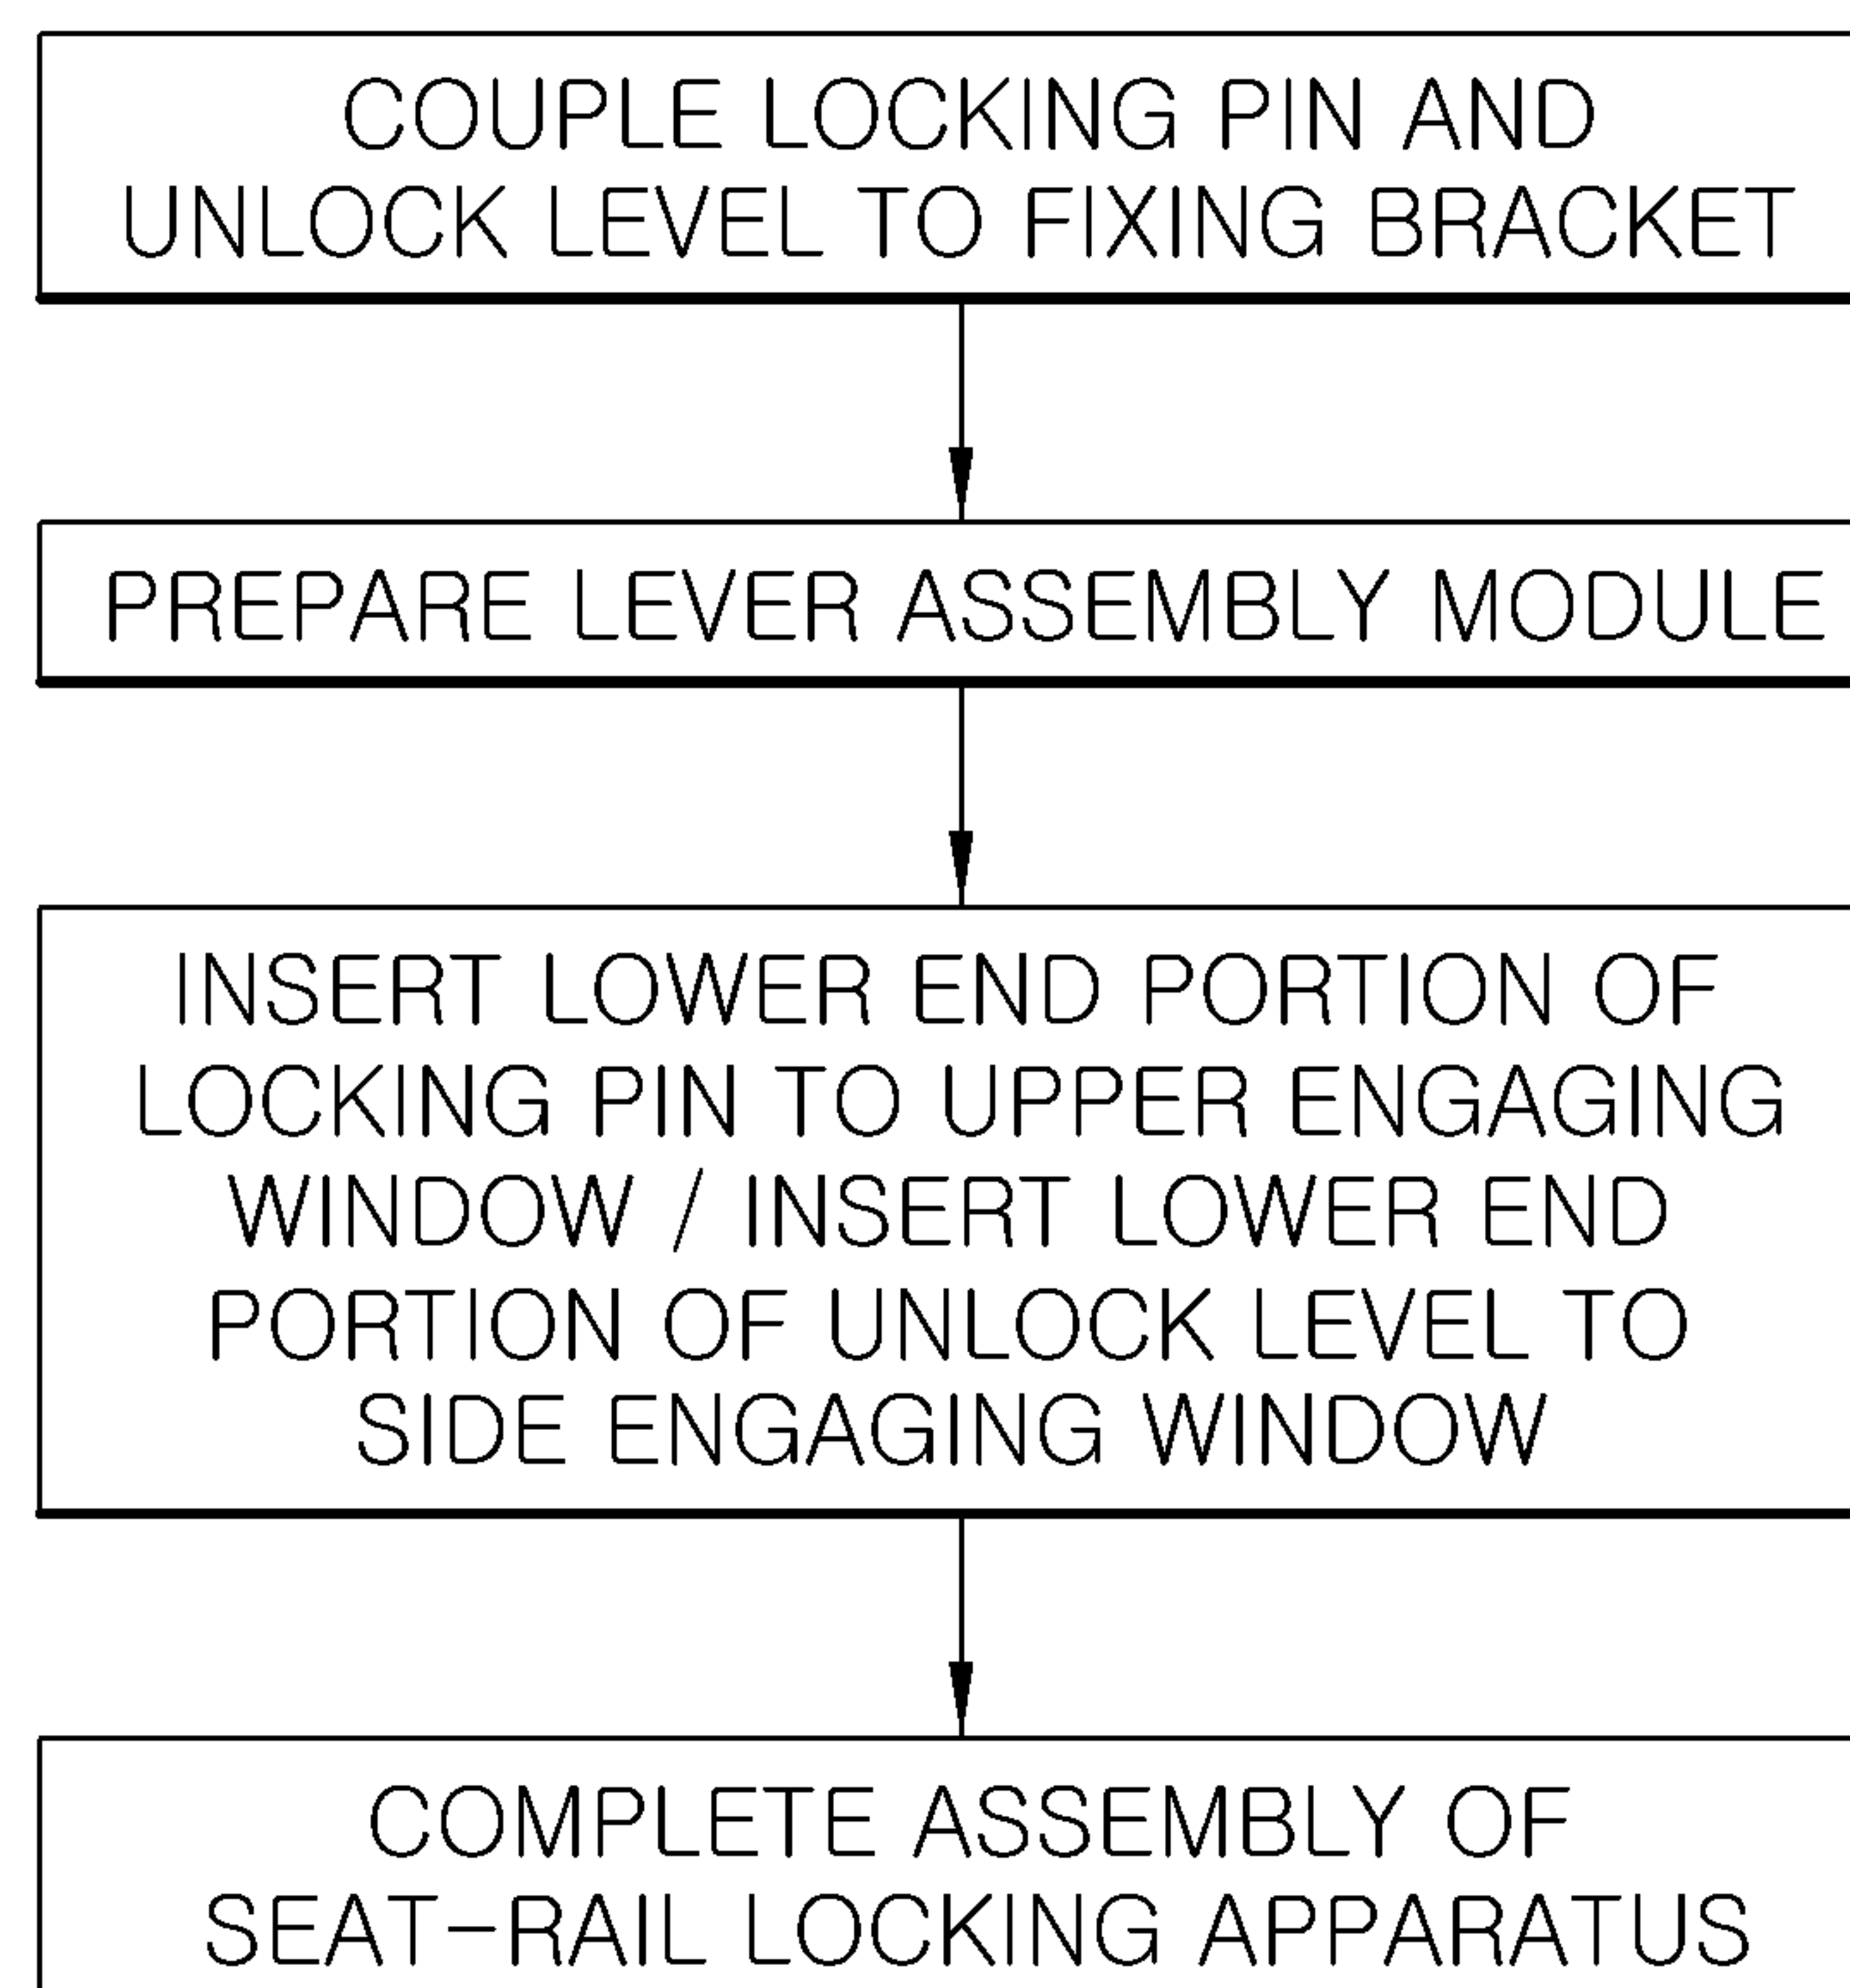 COUPLE LOCKING PIN AND
UNLOCK LEVEL TO FIXING BRACKET
PREPARE LEVER ASSEMBLY MODULE
INSERT LOWER END PORTION OF
LOCKING PIN TO UPPER ENGAGING
WINDOW / INSERT LOWER END
PORTION OF UNLOCK LEVEL TO
SIDE ENGAGING WINDOW
COMPLETE ASSEMBLY OF
SEAT-RAIL LOCKING APPARATUS